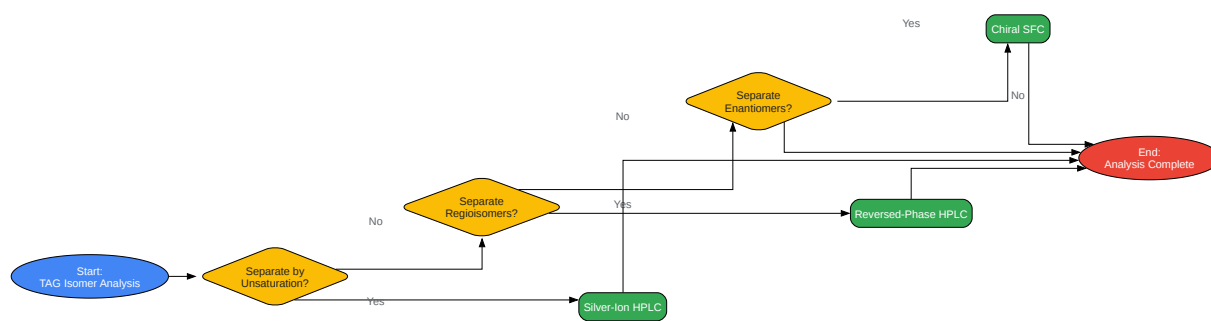 Start:
TAG Isomer Analysis
Separate by
Unsaturation?
No
Yes
Silver-Ion HPLC
Separate
Regioisomers?
No
Yes
Reversed-Phase HPLC
Separate
Enantiomers?
Yes
No
Chiral SFC
End:
Analysis Complete